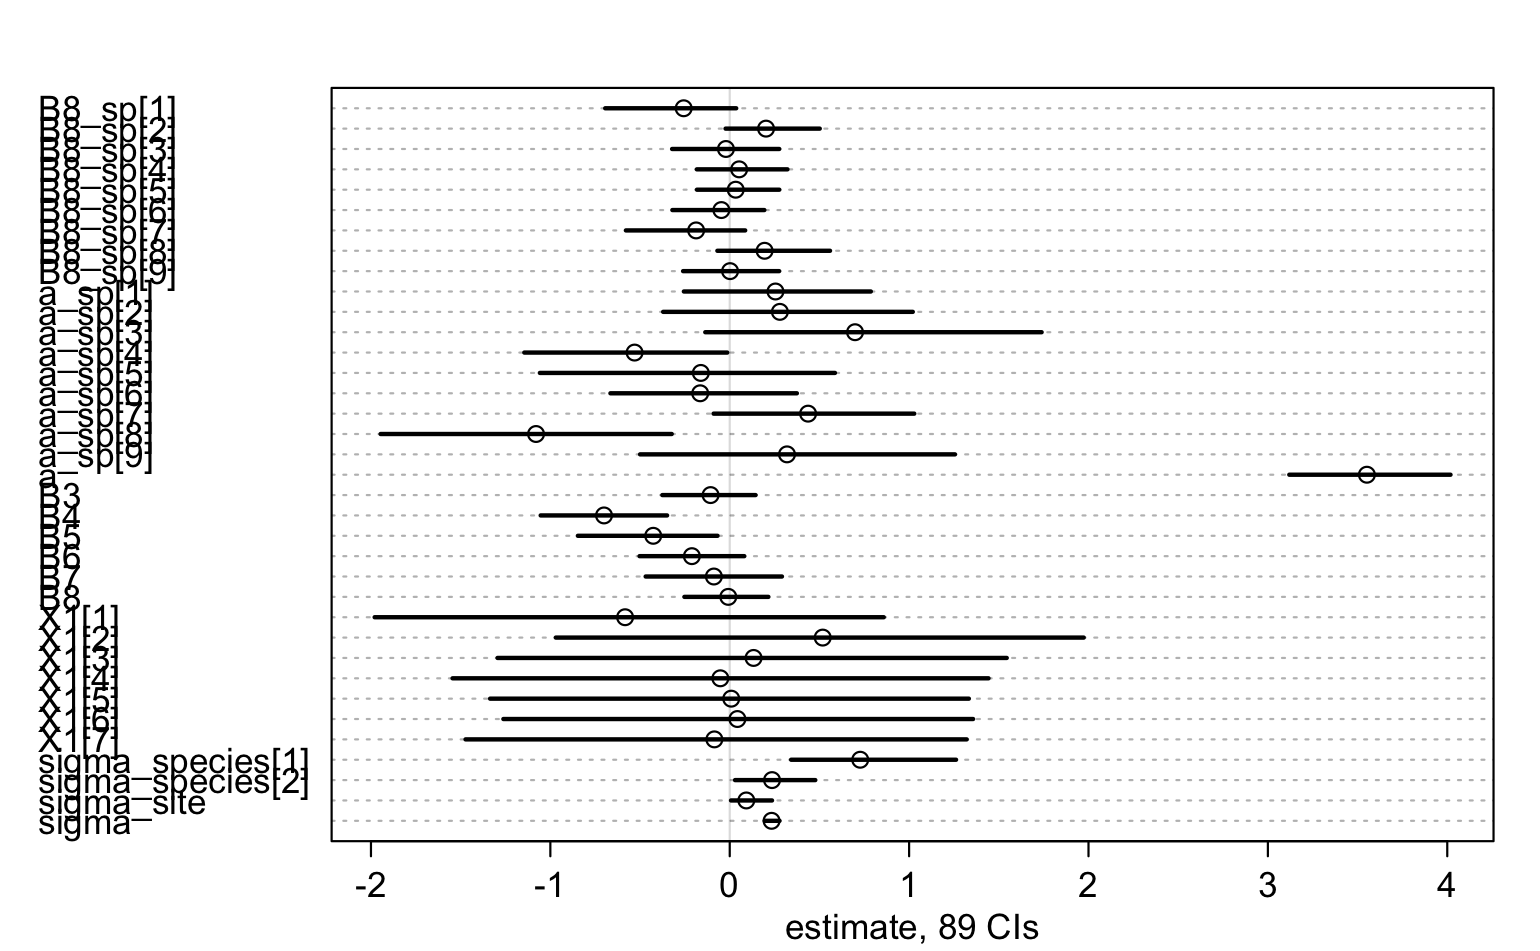 B8_sp[1]
B8_sp[2]
B8_sp[3]
B8_sp[4]
B8_sp[5]
B8_sp[6]
B8_sp[7]
B8_sp[8]
B8_sp[9]
a_sp[1]
a_sp[2]
a_sp[3]
a_sp[4]
a_sp[5]
a_sp[6]
a_sp[7]
a_sp[8]
a_sp[9]
a
B3
B4
B5
B6
B7
B8
X1[1]
X1[2]
X1[3]
X1[4]
X1[5]
X1[6]
X1[7]
sigma_species[1]
sigma_species[2]
sigma_site
sigma
-2 -1 0 1 2 3 4
estimate, 89 CIs